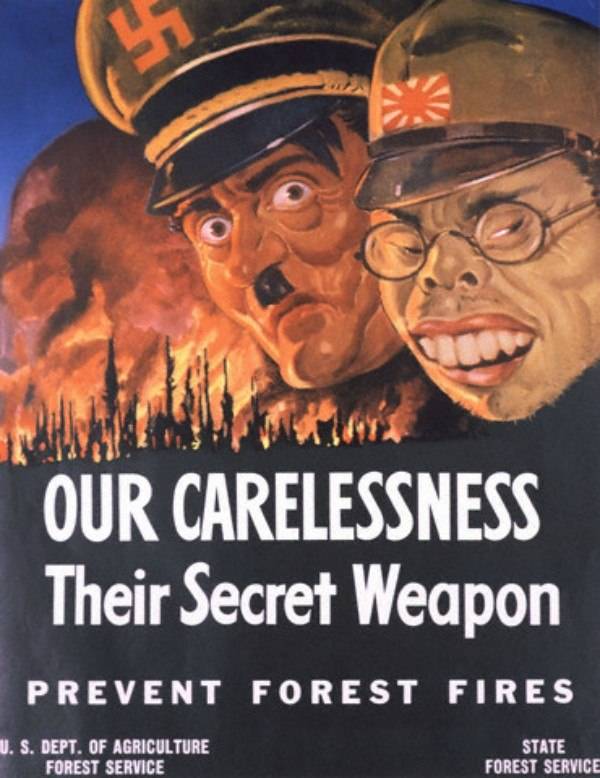 OUR CARELESSNESS
Their Secret Weapon
PREVENT FOREST FIRES
U. S. DEPT. OF AGRICULTURE
FOREST SERVICE
STATE
FOREST SERVICE